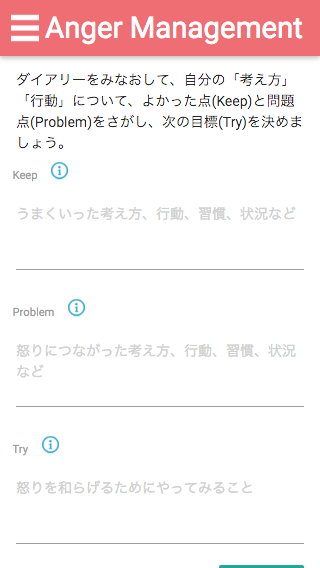 Anger Management
ダイアリーをみなおして、自分の「考え方」
「行動」について、よかった点(Keep)と問題
点(Problem)をさがし、次の目標(Try)を決めま
しょう。
Keep
うまくいった考え方、行動、習慣、状況など
Problem
怒りにつながった考え方、行動、習慣、状況
など
Try
怒りを和らげるためにやってみること